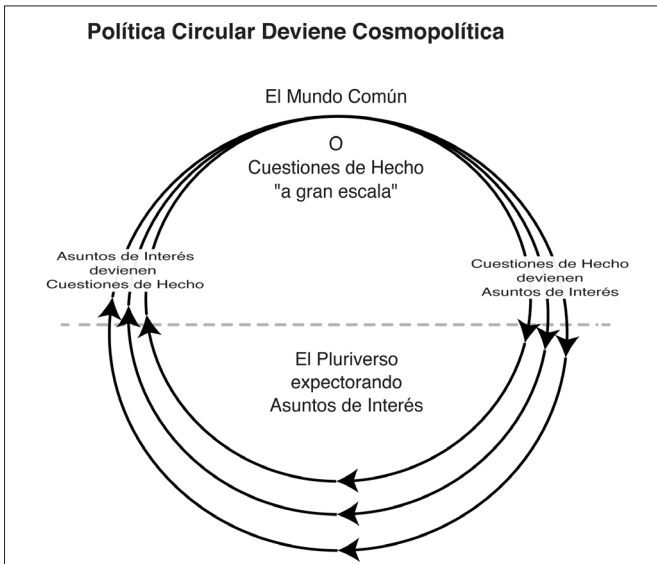 Política Circular Deviene Cosmopolítica
El Mundo Común
O
Cuestiones de Hecho
"a gran escala"
Asuntos de Interés
devienen
Cuestiones de Hecho
Cuestiones de Hecho
devienen
Asuntos de Interés
El Pluriverso
expectorando
Asuntos de Interés